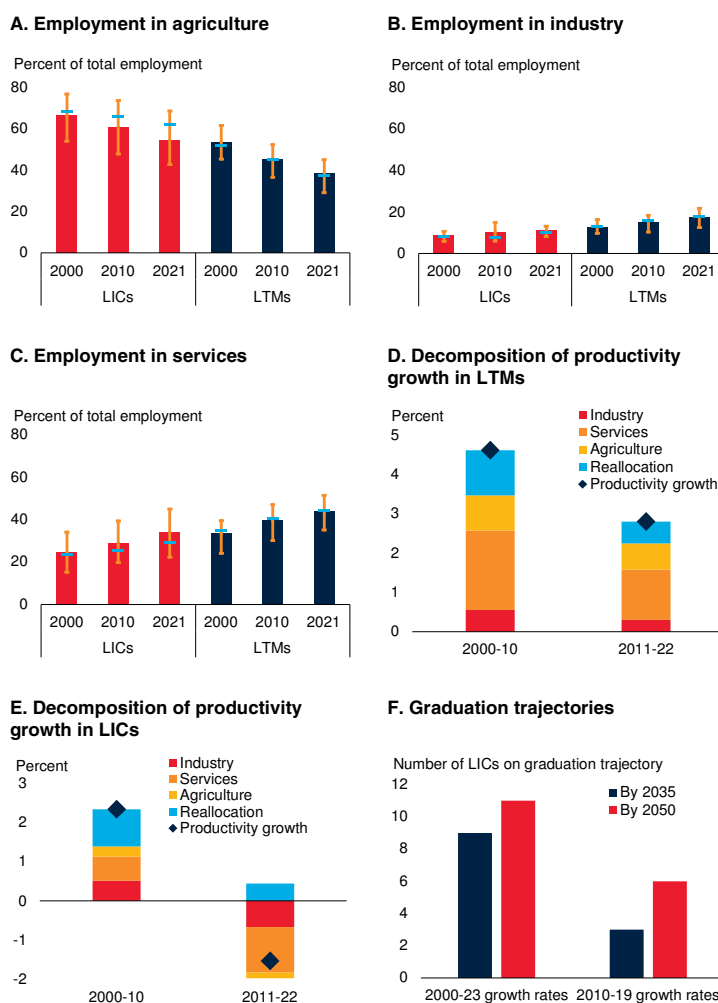 A. Employment in agriculture
Percent of total employment
80
60
40
20
0
2000 2010 2021 2000 2010 2021
LICs LTMs
B. Employment in industry
Percent of total employment
80
60
40
20
0
2000 2010 2021 2000 2010 2021
LICs LTMs
C. Employment in services
Percent of total employment
80
60
40
20
0
2000 2010 2021 2000 2010 2021
LICs LTMs
D. Decomposition of productivity
growth in LTMs
Percent
5
4
3
2
1
0
Industry
Services
Agriculture
Reallocation
Productivity growth
2000-10 2011-22
E. Decomposition of productivity
growth in LICs
Percent
3
2
1
0
-1
-2
Industry
Services
Agriculture
Reallocation
Productivity growth
2000-10 2011-22
F. Graduation trajectories
Number of LICs on graduation trajectory
12
10
8
6
4
2
0
By 2035
By 2050
2000-23 growth rates 2010-19 growth rates